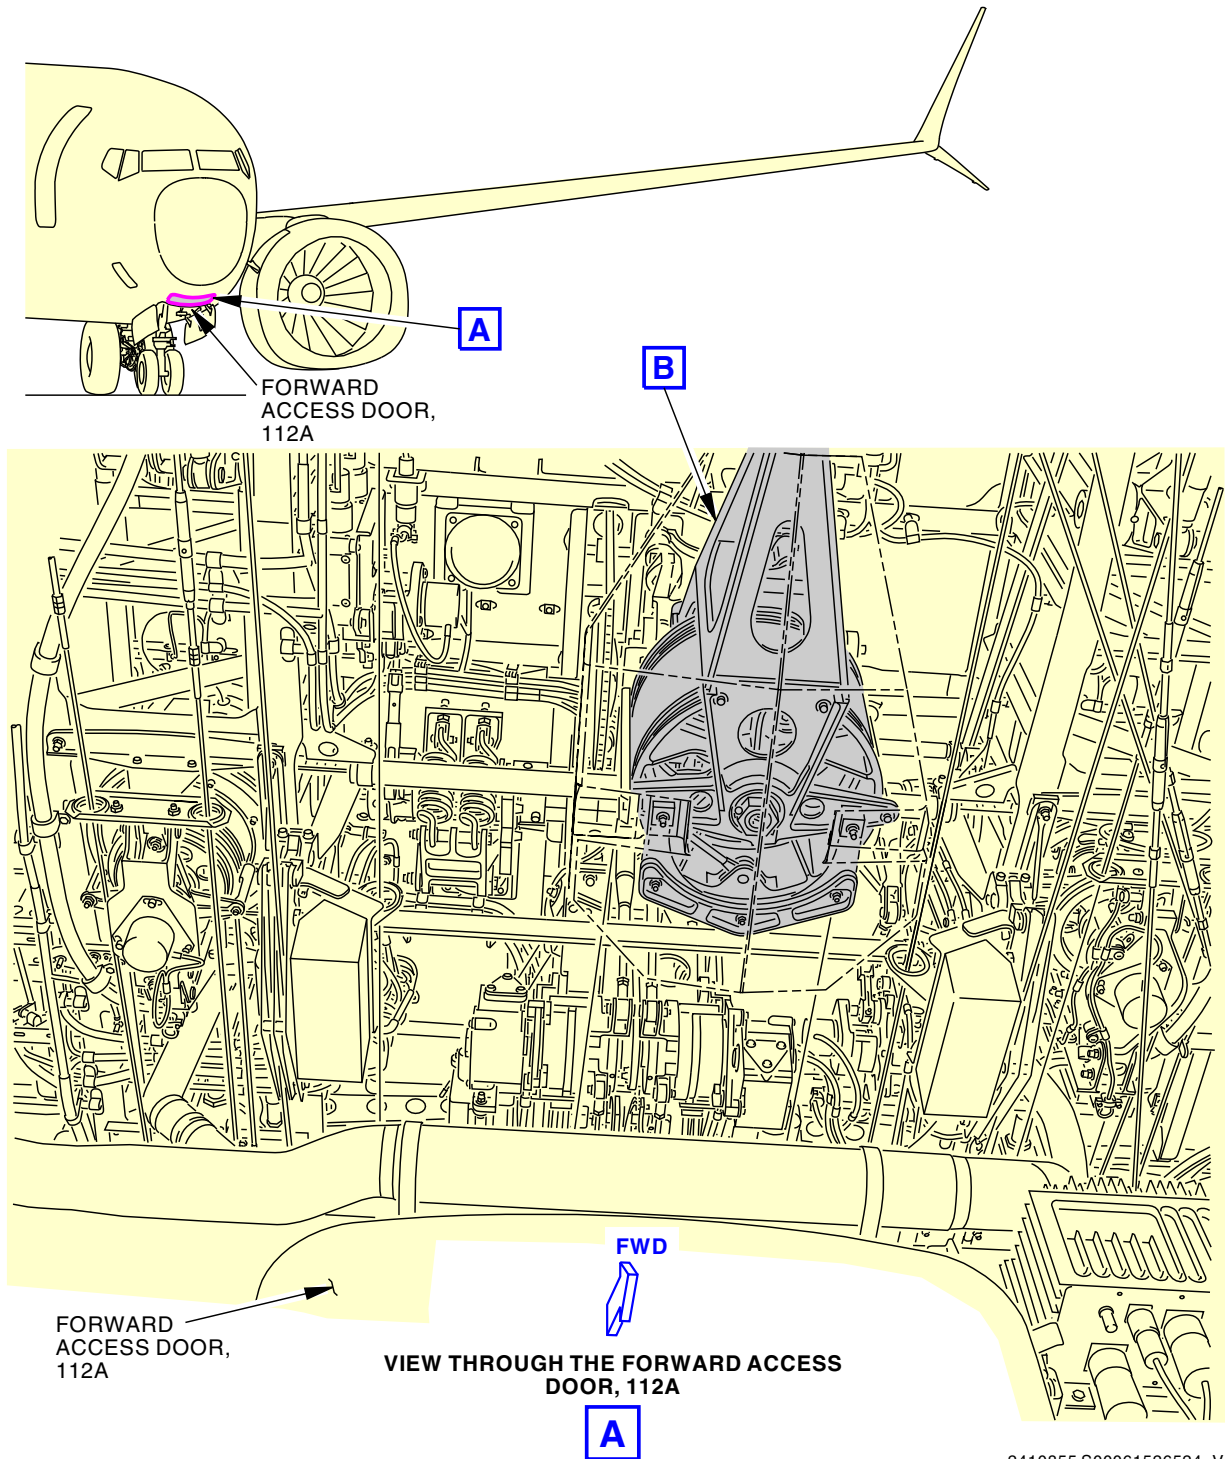 A
FORWARD
ACCESS DOOR,
112A
B
FWD
FORWARD
ACCESS DOOR,
112A
VIEW THROUGH THE FORWARD ACCESS
DOOR, 112A
A